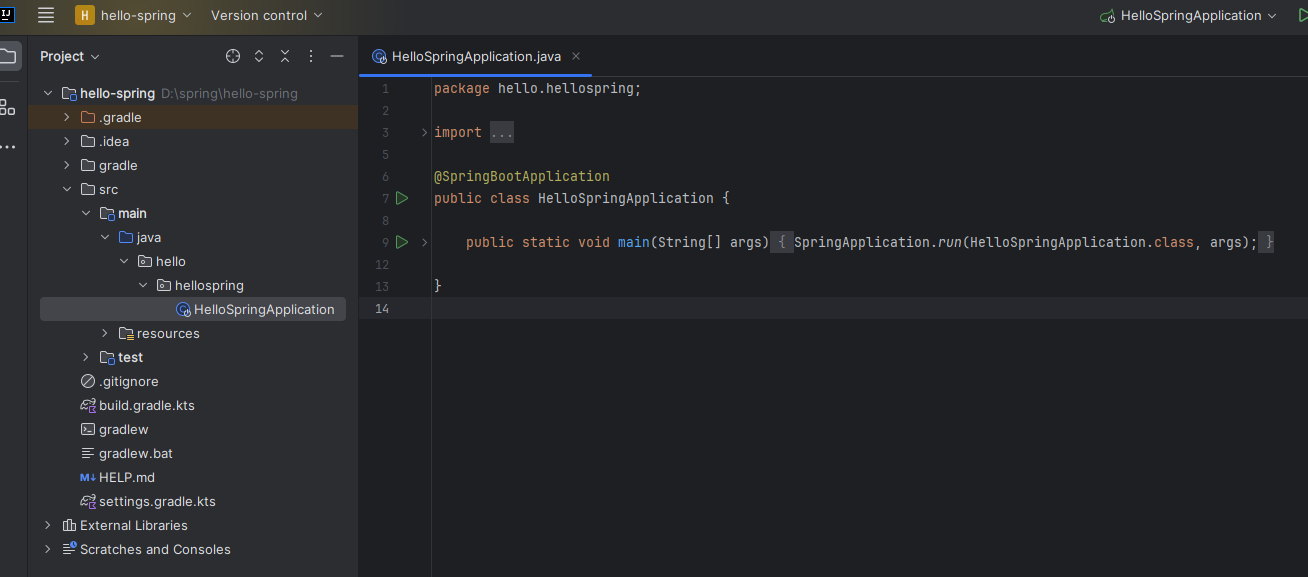 IJ
H hello-spring
Version control
HelloSpringApplication
Project
HelloSpringApplication.java
hello-spring D:\spring\hello-spring
.gradle
.idea
gradle
src
main
java
hello
hellospring
HelloSpringApplication
resources
test
.gitignore
build.gradle.kts
gradlew
gradlew.bat
M↓ HELP.md
settings.gradle.kts
External Libraries
Scratches and Consoles
1 package hello.hellospring;
2
3 import ...
5
6 @SpringBootApplication
7 public class HelloSpringApplication {
8
9 public static void main(String[] args) { SpringApplication.run(HelloSpringApplication.class, args); }
12
13 }
14